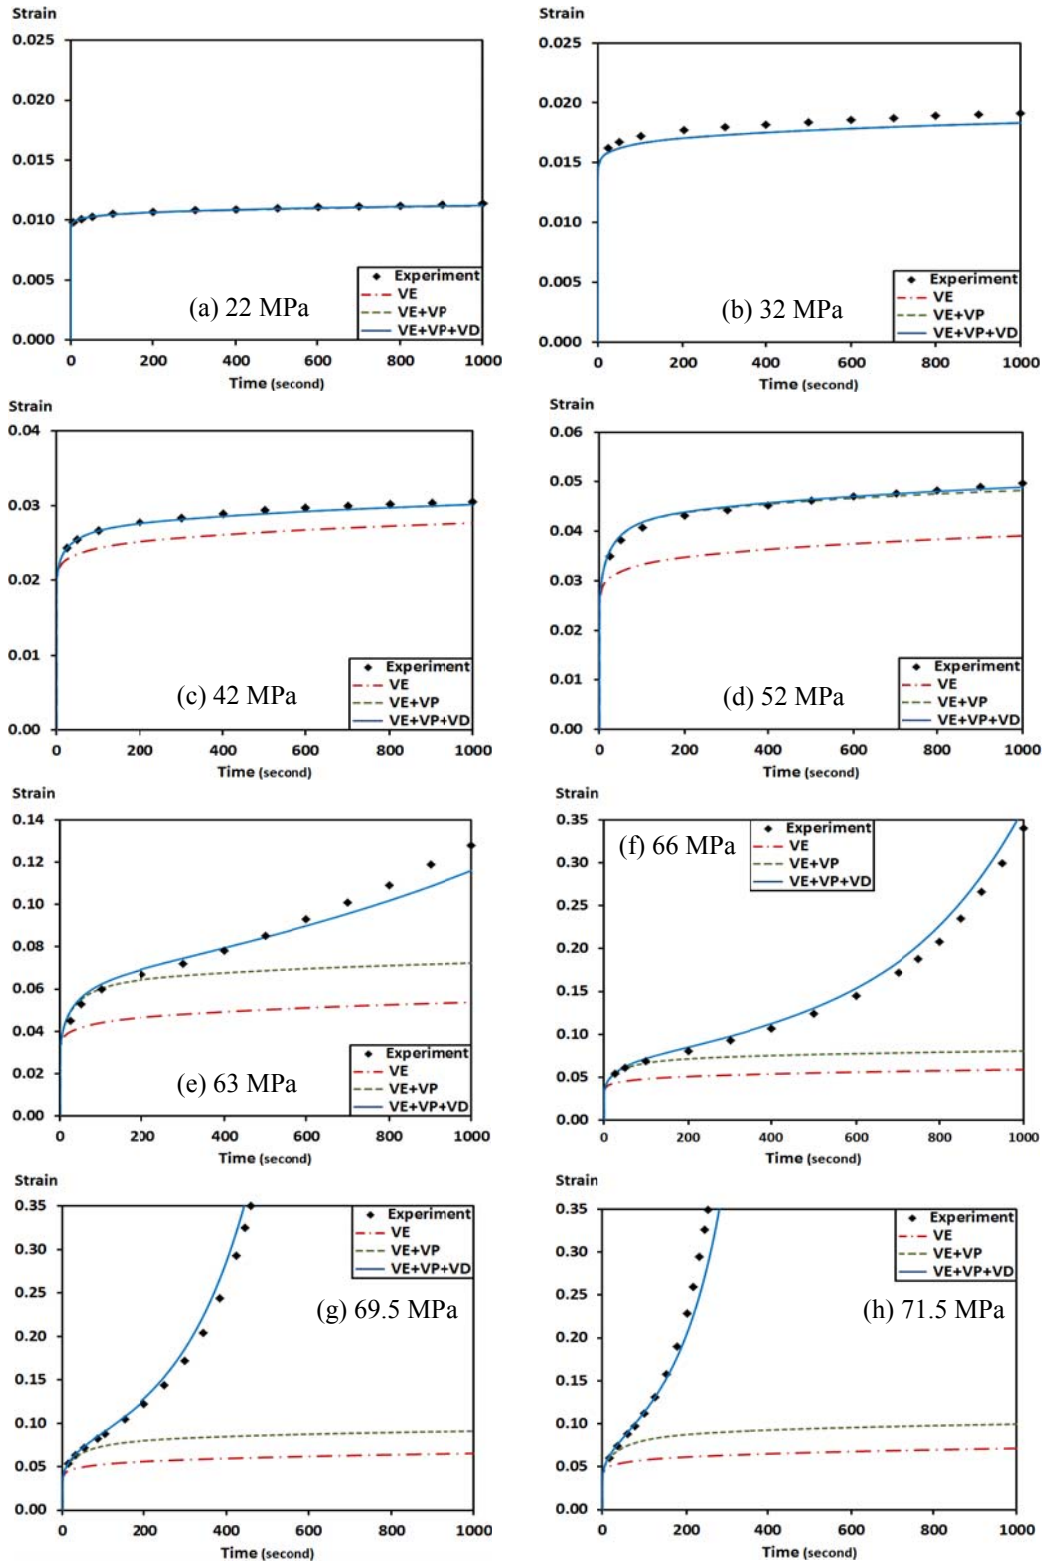 Strain
0.025
0.020
0.015
0.010
0.005
0.000
0 200 400 600 800 1000
Time (second)
Experiment
VE
VE+VP
VE+VP+VD
(a) 22 MPa
Strain
0.025
0.020
0.015
0.010
0.005
0.000
0 200 400 600 800 1000
Time (second)
Experiment
VE
VE+VP
VE+VP+VD
(b) 32 MPa
Strain
0.04
0.03
0.02
0.01
0.00
0 200 400 600 800 1000
Time (second)
Experiment
VE
VE+VP
VE+VP+VD
(c) 42 MPa
Strain
0.06
0.05
0.04
0.03
0.02
0.01
0.00
0 200 400 600 800 1000
Time (second)
Experiment
VE
VE+VP
VE+VP+VD
(d) 52 MPa
Strain
0.14
0.12
0.10
0.08
0.06
0.04
0.02
0.00
0 200 400 600 800 1000
Time (second)
Experiment
VE
VE+VP
VE+VP+VD
(e) 63 MPa
Strain
0.35
0.30
0.25
0.20
0.15
0.10
0.05
0.00
0 200 400 600 800 1000
Time (second)
Experiment
VE
VE+VP
VE+VP+VD
(f) 66 MPa
Strain
0.35
0.30
0.25
0.20
0.15
0.10
0.05
0.00
0 200 400 600 800 1000
Time (second)
Experiment
VE
VE+VP
VE+VP+VD
(g) 69.5 MPa
Strain
0.35
0.30
0.25
0.20
0.15
0.10
0.05
0.00
0 200 400 600 800 1000
Time (second)
Experiment
VE
VE+VP
VE+VP+VD
(h) 71.5 MPa